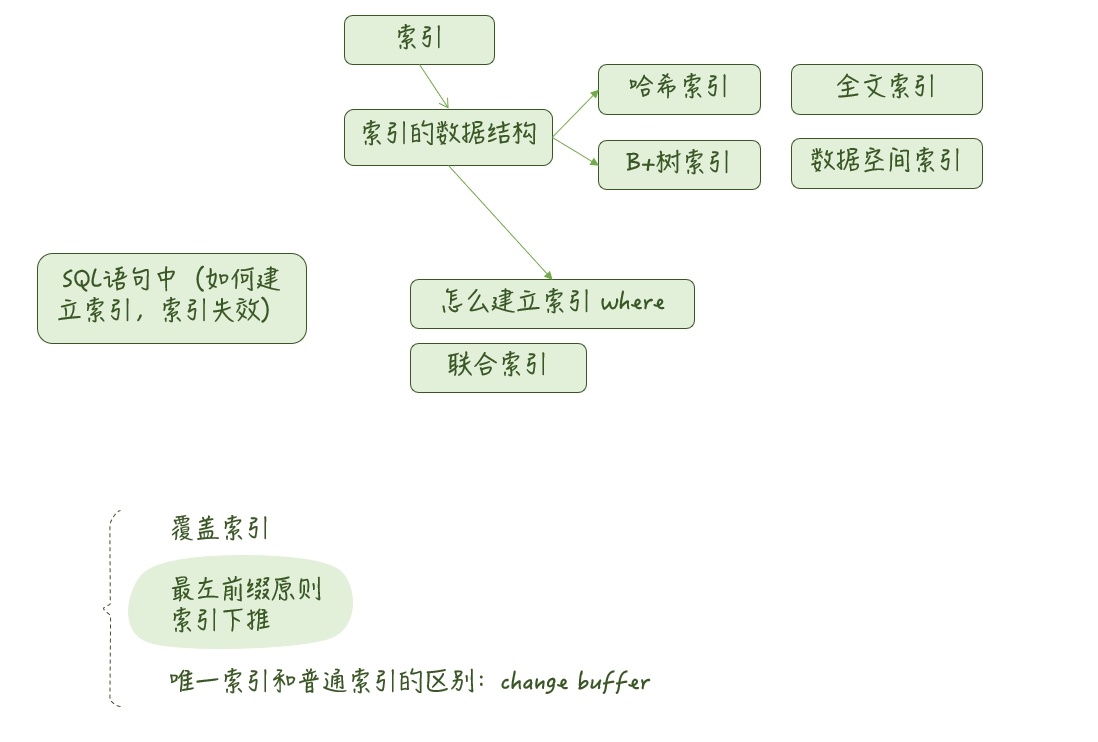 索引
哈希索引
全文索引
索引的数据结构
B+树索引
数据空间索引
SQL语句中（如何建
立索引，索引失效）
怎么建立索引 where
联合索引
覆盖索引
最左前缀原则
索引下推
唯一索引和普通索引的区别：change buffer